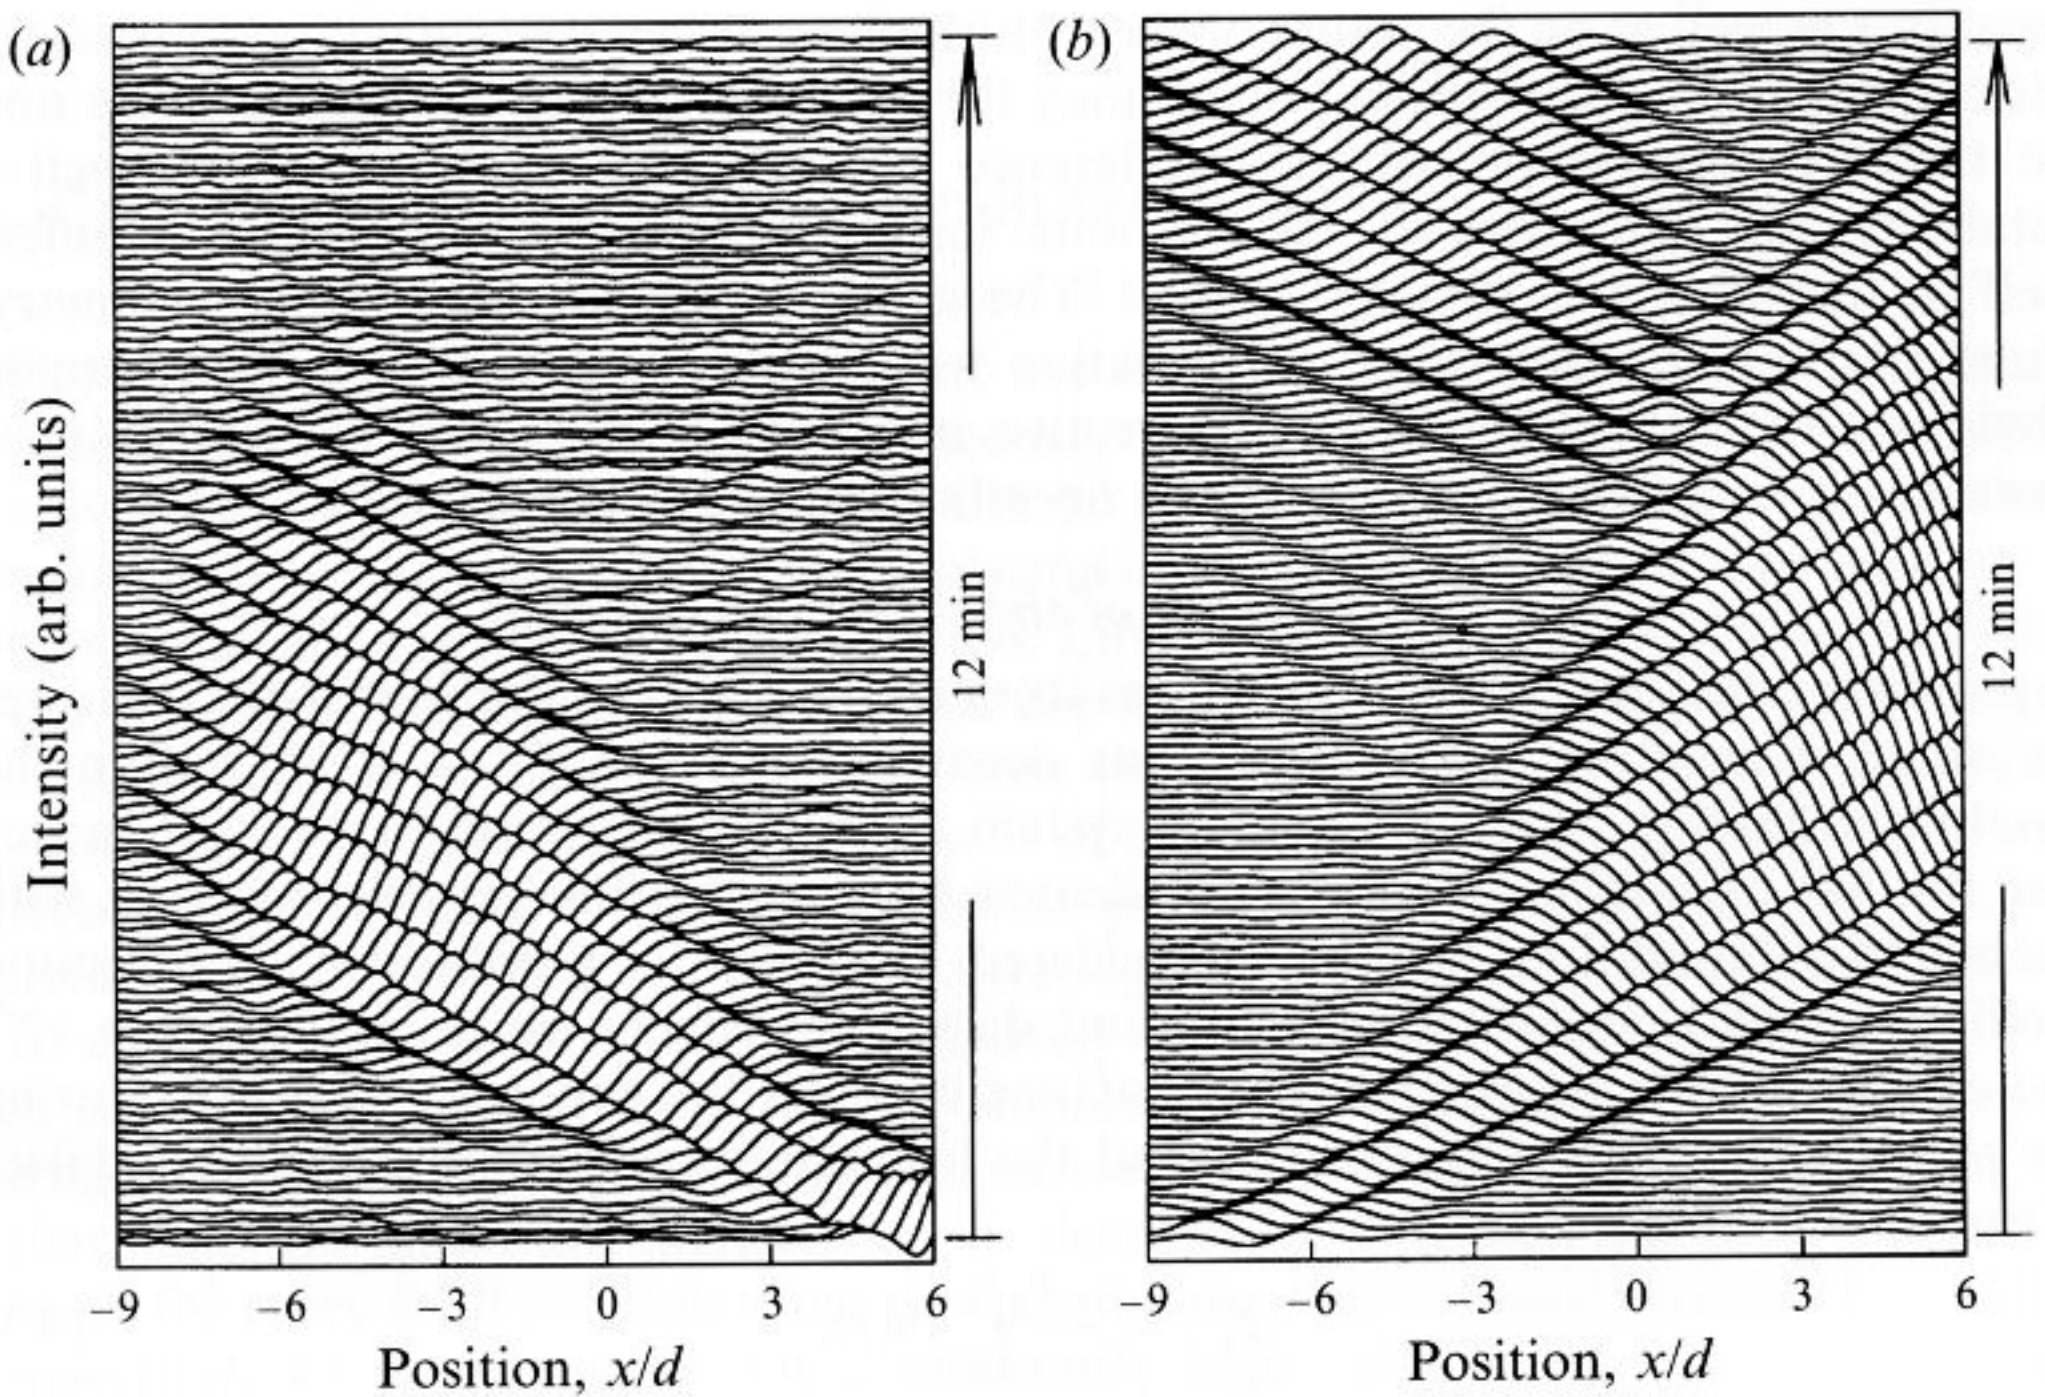 (a)
Intensity (arb. units)
12 min
–9 –6 –3 0 3 6
Position, x/d
(b)
12 min
–9 –6 –3 0 3 6
Position, x/d